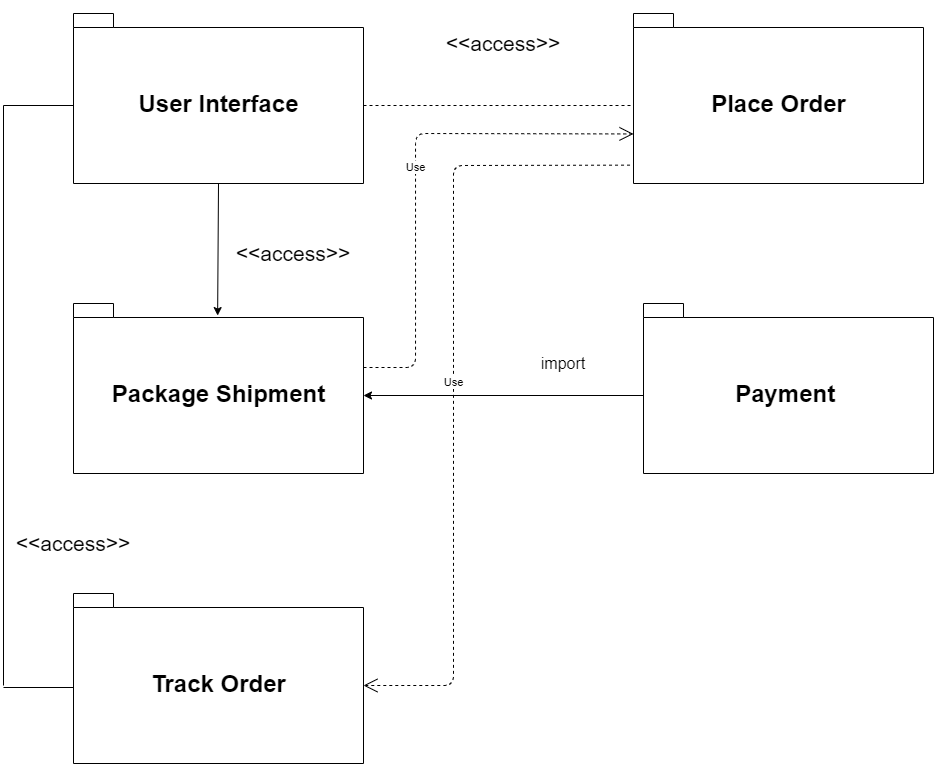 <<access>>
User Interface
Place Order
Use
<<access>>
import
Use
Package Shipment
Payment
<<access>>
Track Order